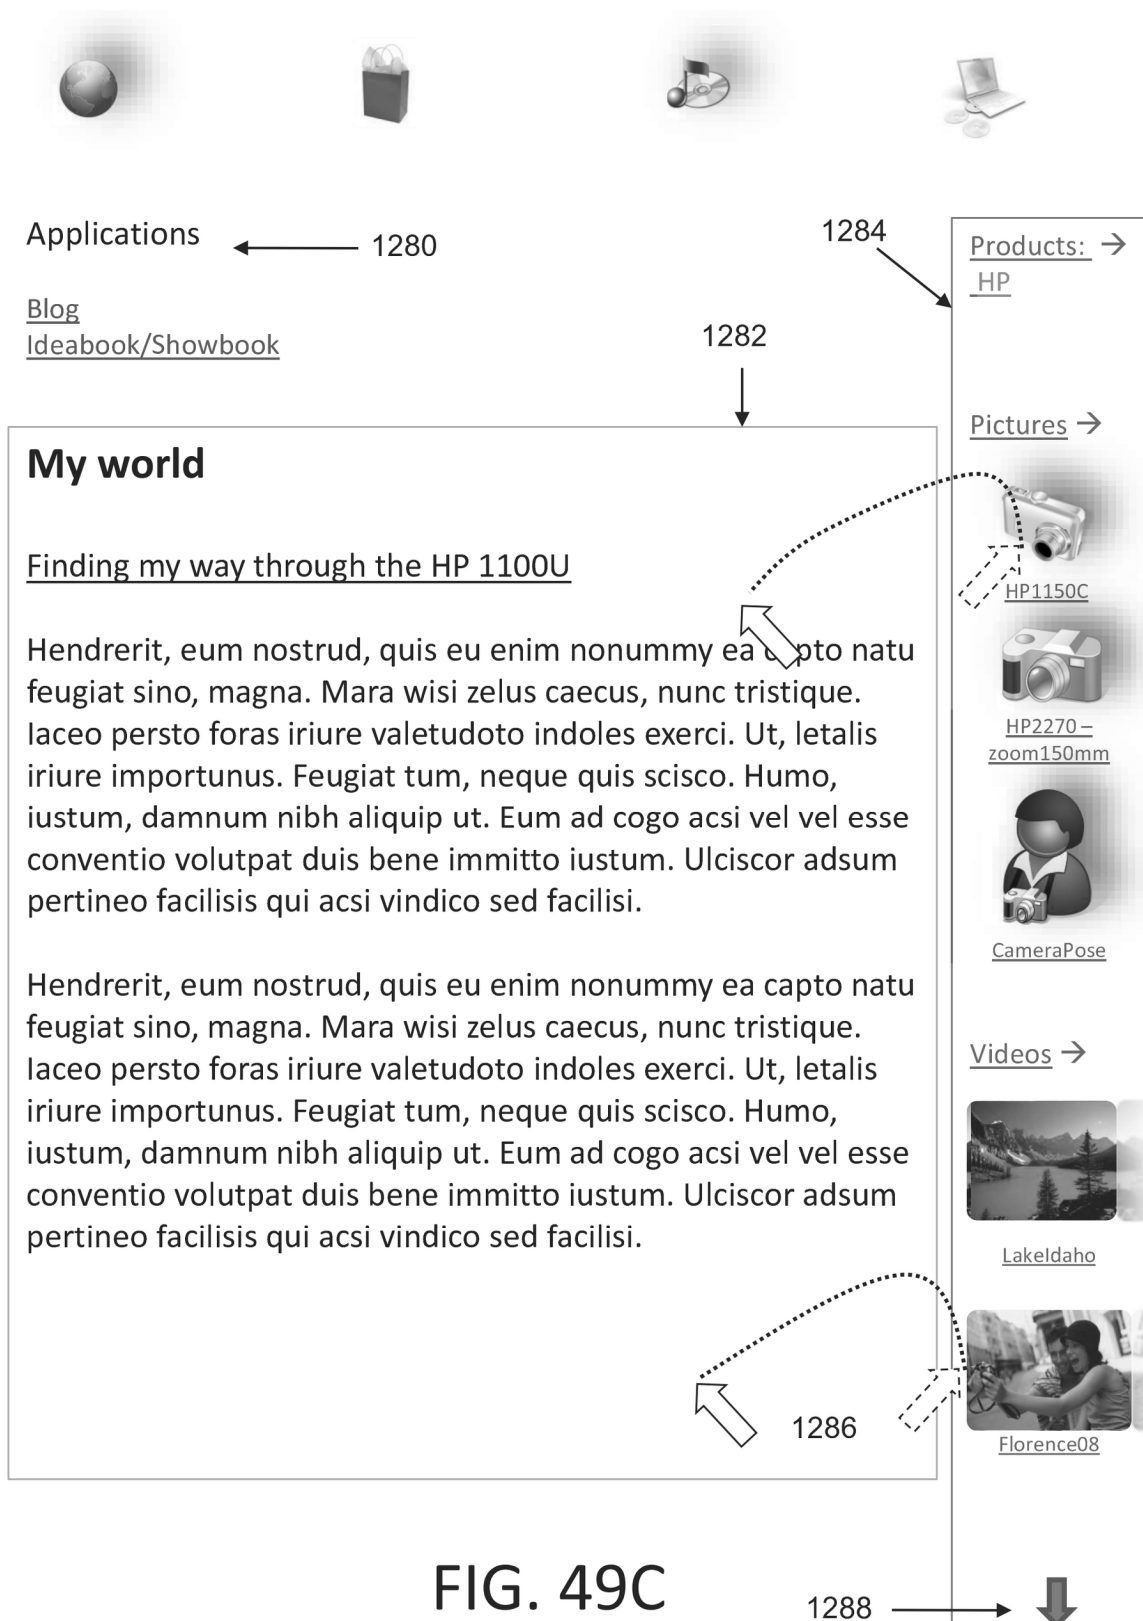 Applications
1280
Blog
Ideabook/Showbook
1282
1284
Products: →
HP
My world
Finding my way through the HP 1100U
Hendrerit, eum nostrud, quis eu enim nonummy ea c pto natu
feugiat sino, magna. Mara wisi zelus caecus, nunc tristique.
Iaceo persto foras iriure valetudoto indoles exerci. Ut, letalis
iriure importunus. Feugiat tum, neque quis scisco. Humo,
iustum, damnum nibh aliquip ut. Eum ad cogo acsi vel vel esse
conventio volutpat duis bene immitto iustum. Ulciscor adsum
pertineo facilisis qui acsi vindico sed facilisi.
Hendrerit, eum nostrud, quis eu enim nonummy ea capto natu
feugiat sino, magna. Mara wisi zelus caecus, nunc tristique.
Iaceo persto foras iriure valetudoto indoles exerci. Ut, letalis
iriure importunus. Feugiat tum, neque quis scisco. Humo,
iustum, damnum nibh aliquip ut. Eum ad cogo acsi vel vel esse
conventio volutpat duis bene immitto iustum. Ulciscor adsum
pertineo facilisis qui acsi vindico sed facilisi.
Pictures →
HP1150C
HP2270 –
zoom150mm
CameraPose
Videos →
LakeIdaho
Florence08
1286
FIG. 49C
1288